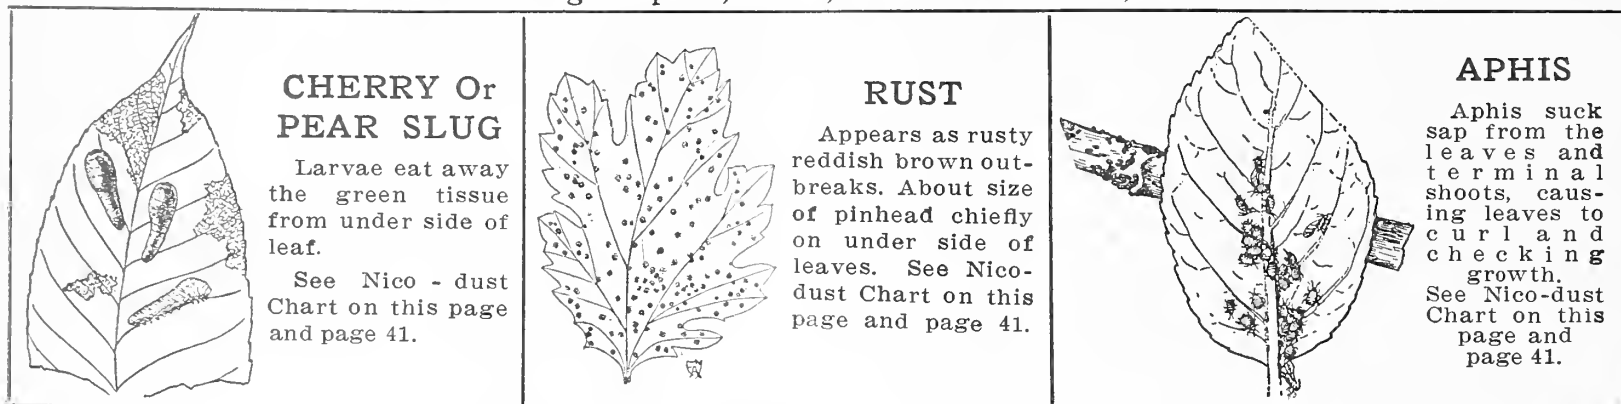 CHERRY Or
PEAR SLUG
Larvae eat away
the green tissue
from under side of
leaf.
See Nico - dust
Chart on this page
and page 41.
RUST
Appears as rusty
reddish brown out-
breaks. About size
of pinhead chiefly
on under side of
leaves. See Nico-
dust Chart on this
page and page 41.
APHIS
Aphis suck
sap from the
leaves and
terminal
shoots, caus-
ing leaves to
curl and
checking
growth.
See Nico-dust
Chart on this
page and
page 41.